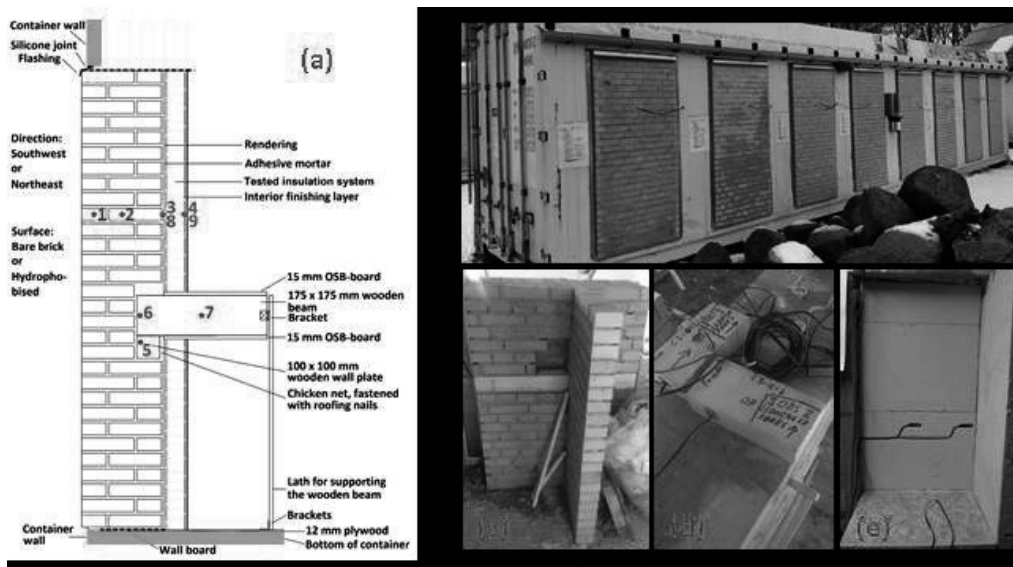 Container wall
Silicone joint
Flashing
(a)
Direction:
Southwest
or
Northeast
Rendering
Adhesive mortar
Tested insulation system
Interior finishing layer
1
2
3
8
4
9
Surface:
Bare brick
or
Hydropho-
bised
15 mm OSB-board
175 x 175 mm wooden
beam
Bracket
6
7
15 mm OSB-board
5
100 x 100 mm
wooden wall plate
Chicken net, fastened
with roofing nails
Lath for supporting
the wooden beam
Brackets
12 mm plywood
Container
wall
Bottom of container
Wall board
(c)
(d)
(e)